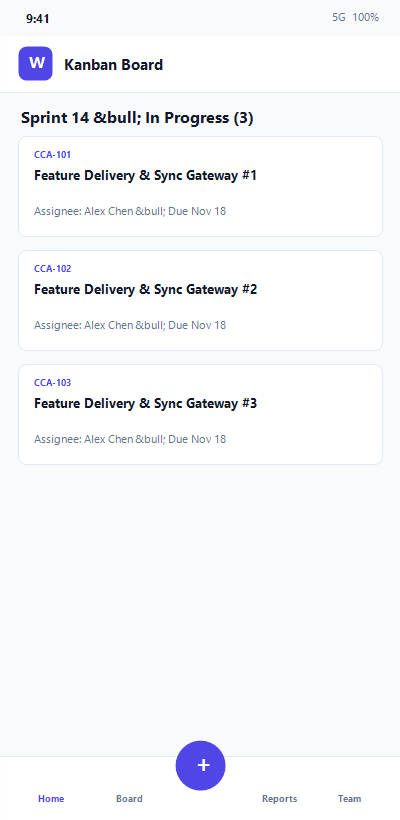 9:41
5G 100%
W
Kanban Board
Sprint 14 &bull; In Progress (3)
CCA-101
Feature Delivery & Sync Gateway #1
Assignee: Alex Chen &bull; Due Nov 18
CCA-102
Feature Delivery & Sync Gateway #2
Assignee: Alex Chen &bull; Due Nov 18
CCA-103
Feature Delivery & Sync Gateway #3
Assignee: Alex Chen &bull; Due Nov 18
+
Home
Board
Reports
Team